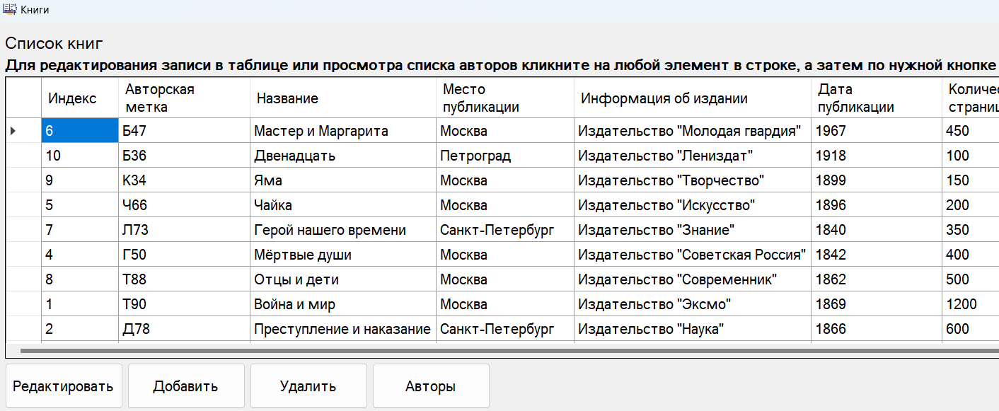 Книги
Список книг
Для редактирования записи в таблице или просмотра списка авторов кликните на любой элемент в строке, а затем по нужной кнопке
Индекс Авторская метка Название Место публикации Информация об издании Дата публикации Количес страниц
6 Б47 Мастер и Маргарита Москва Издательство "Молодая гвардия" 1967 450
10 Б36 Двенадцать Петроград Издательство "Лениздат" 1918 100
9 К34 Яма Москва Издательство "Творчество" 1899 150
5 Ч66 Чайка Москва Издательство "Искусство" 1896 200
7 Л73 Герой нашего времени Санкт-Петербург Издательство "Знание" 1840 350
4 Г50 Мёртвые души Москва Издательство "Советская Россия" 1842 400
8 Т88 Отцы и дети Москва Издательство "Современник" 1862 500
1 Т90 Война и мир Москва Издательство "Эксмо" 1869 1200
2 Д78 Преступление и наказание Санкт-Петербург Издательство "Наука" 1866 600
Редактировать Добавить Удалить Авторы